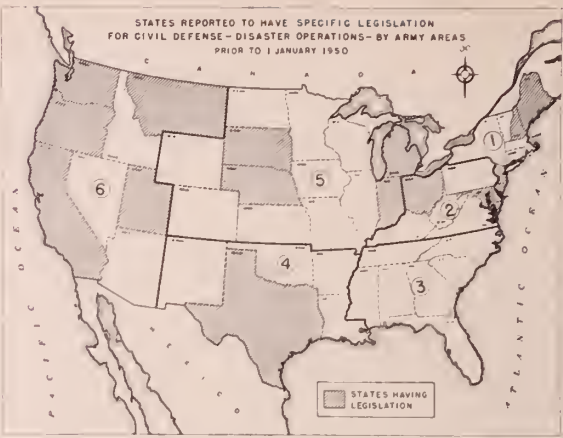 STATES REPORTED TO HAVE SPECIFIC LEGISLATION
FOR CIVIL DEFENSE – DISASTER OPERATIONS – BY ARMY AREAS
PRIOR TO 1 JANUARY 1950
C A N A D A
1
6
5
2
4
3
PACIFIC OCEAN
ATLANTIC OCEAN
MEXICO
STATES HAVING
LEGISLATION